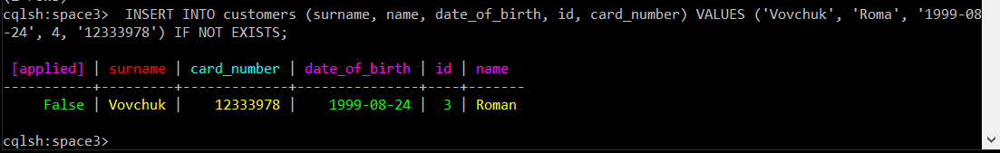 cqlsh:space3>  INSERT INTO customers (surname, name, date_of_birth, id, card_number) VALUES ('Vovchuk', 'Roma', '1999-08
-24', 4, '12333978') IF NOT EXISTS;
[applied] | surname | card_number | date_of_birth | id | name
-----------+---------+-------------+---------------+----+-------
False | Vovchuk | 12333978 | 1999-08-24 | 3 | Roman
cqlsh:space3>